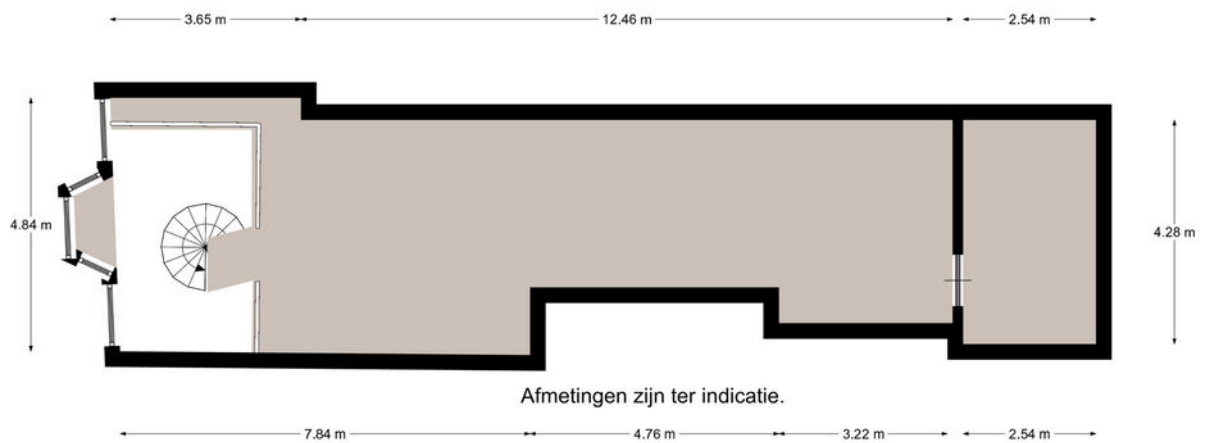 3.65 m
12.46 m
2.54 m
4.84 m
4.28 m
Afmetingen zijn ter indicatie.
7.84 m
4.76 m
3.22 m
2.54 m